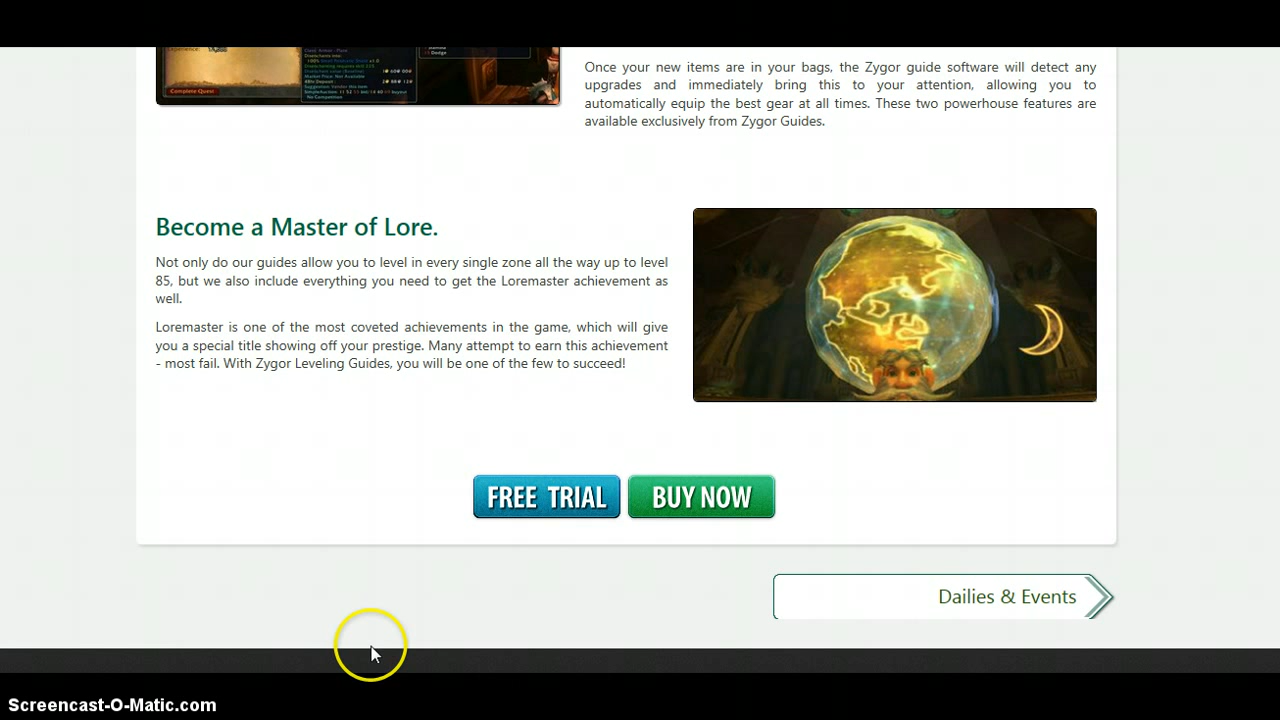 Complete Quest
Once your new items are in your bags, the Zygor guide software will detect any
upgrades and immediately bring this to your attention, allowing you to
automatically equip the best gear at all times. These two powerhouse features are
available exclusively from Zygor Guides.
Become a Master of Lore.
Not only do our guides allow you to level in every single zone all the way up to level
85, but we also include everything you need to get the Loremaster achievement as
well.
Loremaster is one of the most coveted achievements in the game, which will give
you a special title showing off your prestige. Many attempt to earn this achievement
- most fail. With Zygor Leveling Guides, you will be one of the few to succeed!
FREE TRIAL
BUY NOW
Dailies & Events
Screencast-O-Matic.com